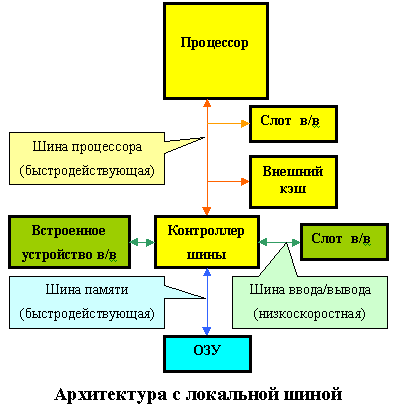 Процессор
Слот в/в
Шина процессора
(быстродействующая)
Внешний
кэш
Встроенное
устройство в/в
Контроллер
шины
Слот в/в
Шина памяти
(быстродействующая)
Шина ввода/вывода
(низкоскоростная)
ОЗУ
Архитектура с локальной шиной